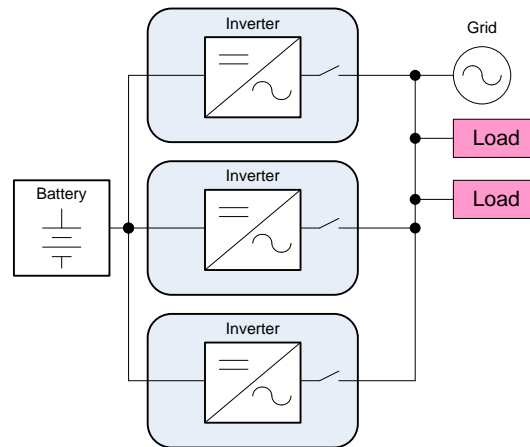 Inverter
Grid
Load
Inverter
Battery
Load
Inverter